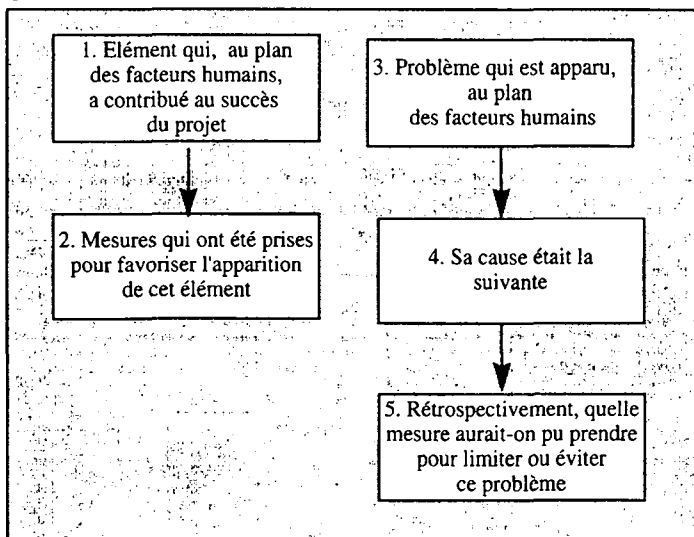 1. Elément qui, au plan
des facteurs humains,
a contribué au succès
du projet
2. Mesures qui ont été prises
pour favoriser l'apparition
de cet élément
3. Problème qui est apparu,
au plan
des facteurs humains
4. Sa cause était la
suivante
5. Rétrospectivement, quelle
mesure aurait-on pu prendre
pour limiter ou éviter
ce problème